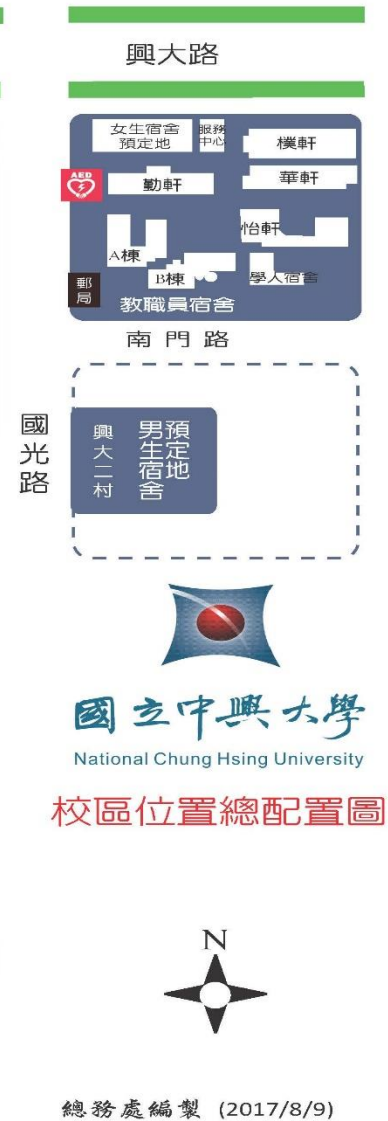 興大路
女生宿舍
預定地
服務
中心
樸軒
AED
勤軒
華軒
怡軒
A棟
B棟
學人宿舍
郵局
教職員宿舍
南門路
國光路
興大二村
預定地
男生宿舍
國立中興大學
National Chung Hsing University
校區位置總配置圖
N
總務處編製 (2017/8/9)